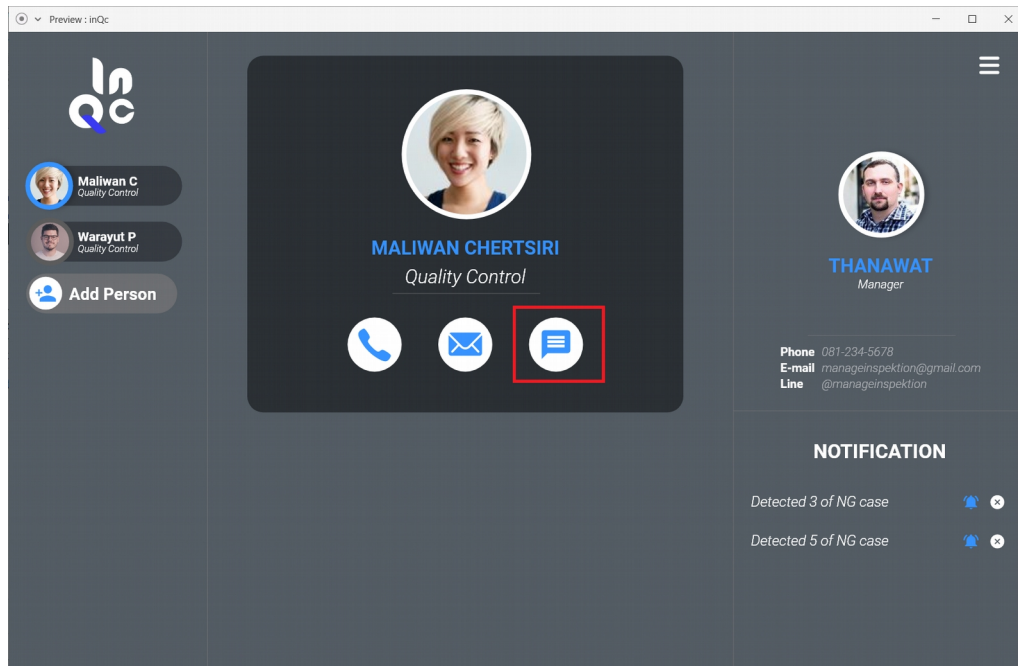 Preview : inQc
InQc
Maliwan C
Quality Control
Warayut P
Quality Control
Add Person
MALIWAN CHERTSIRI
Quality Control
THANAWAT
Manager
Phone 081-234-5678
E-mail manageinspektion@gmail.com
Line @manageinspektion
NOTIFICATION
Detected 3 of NG case
Detected 5 of NG case